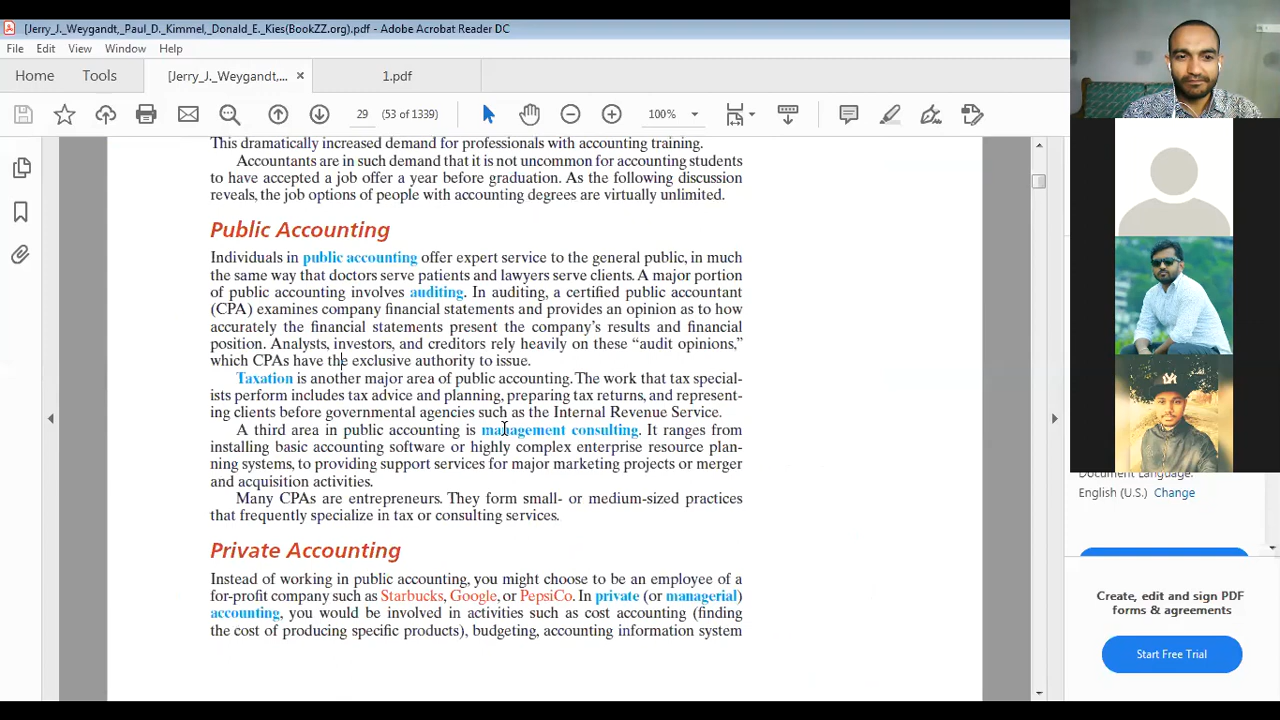 [Jerry_J._Weygandt,_Paul_D._Kimmel,_Donald_E._Kies(BookZZ.org).pdf - Adobe Acrobat Reader DC
File Edit View Window Help
Home Tools [Jerry_J._Weygandt,... × 1.pdf
29 (53 of 1339) 100%
This dramatically increased demand for professionals with accounting training.
Accountants are in such demand that it is not uncommon for accounting students
to have accepted a job offer a year before graduation. As the following discussion
reveals, the job options of people with accounting degrees are virtually unlimited.
Public Accounting
Individuals in public accounting offer expert service to the general public, in much
the same way that doctors serve patients and lawyers serve clients. A major portion
of public accounting involves auditing. In auditing, a certified public accountant
(CPA) examines company financial statements and provides an opinion as to how
accurately the financial statements present the company's results and financial
position. Analysts, investors, and creditors rely heavily on these “audit opinions,”
which CPAs have the exclusive authority to issue.
Taxation is another major area of public accounting. The work that tax special-
ists perform includes tax advice and planning, preparing tax returns, and represent-
ing clients before governmental agencies such as the Internal Revenue Service.
A third area in public accounting is management consulting. It ranges from
installing basic accounting software or highly complex enterprise resource plan-
ning systems, to providing support services for major marketing projects or merger
and acquisition activities.
Many CPAs are entrepreneurs. They form small- or medium-sized practices
that frequently specialize in tax or consulting services.
Private Accounting
Instead of working in public accounting, you might choose to be an employee of a
for-profit company such as Starbucks, Google, or PepsiCo. In private (or managerial)
accounting, you would be involved in activities such as cost accounting (finding
the cost of producing specific products), budgeting, accounting information system
Document Language:
English (U.S.) Change
Create, edit and sign PDF
forms & agreements
Start Free Trial